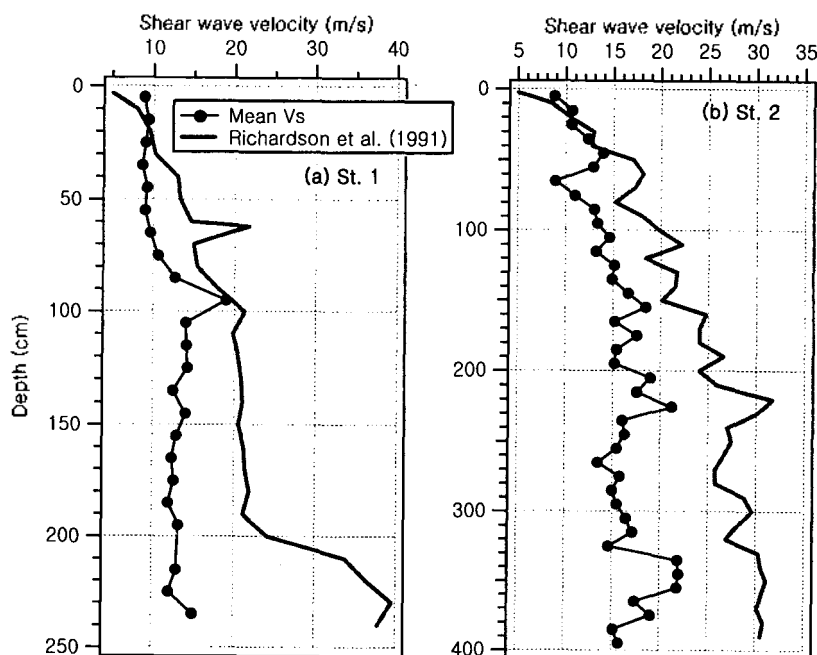 Shear wave velocity (m/s)
10 20 30 40
0
50
100
150
200
250
Depth (cm)
Mean Vs
Richardson et al. (1991)
(a) St. 1
Shear wave velocity (m/s)
5 10 15 20 25 30 35
0
100
200
300
400
(b) St. 2